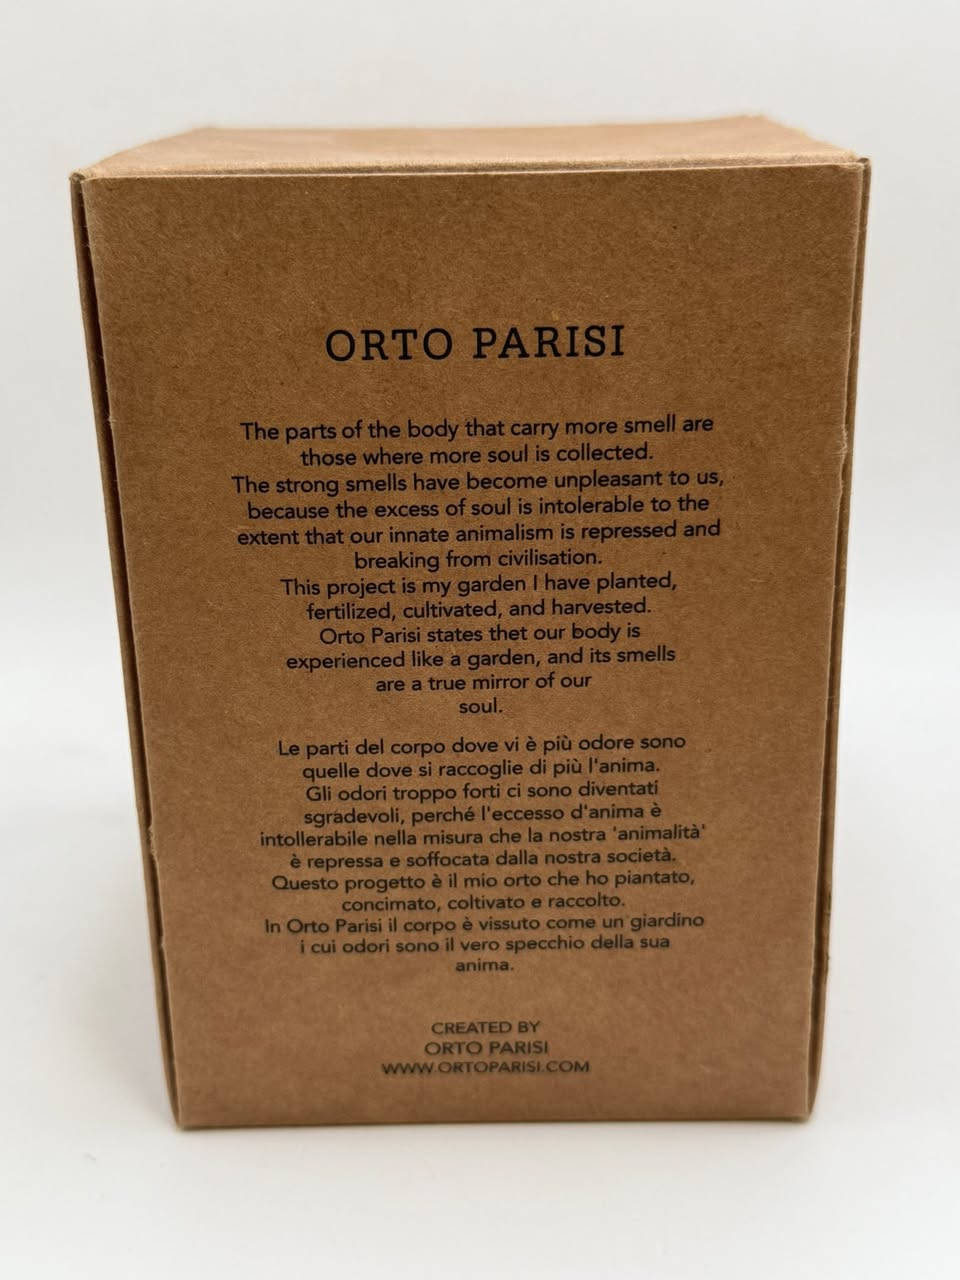 ORTO PARISI
The parts of the body that carry more smell are
those where more soul is collected.
The strong smells have become unpleasant to us,
because the excess of soul is intolerable to the
extent that our innate animalism is repressed and
breaking from civilisation.
This project is my garden I have planted,
fertilized, cultivated, and harvested.
Orto Parisi states thet our body is
experienced like a garden, and its smells
are a true mirror of our
soul.
Le parti del corpo dove vi è più odore sono
quelle dove si raccoglie di più l'anima.
Gli odori troppo forti ci sono diventati
sgradevoli, perché l'eccesso d'anima è
intollerabile nella misura che la nostra 'animalità'
è repressa e soffocata dalla nostra società.
Questo progetto è il mio orto che ho piantato,
concimato, coltivato e raccolto.
In Orto Parisi il corpo è vissuto come un giardino
i cui odori sono il vero specchio della sua
anima.
CREATED BY
ORTO PARISI
WWW.ORTOPARISI.COM